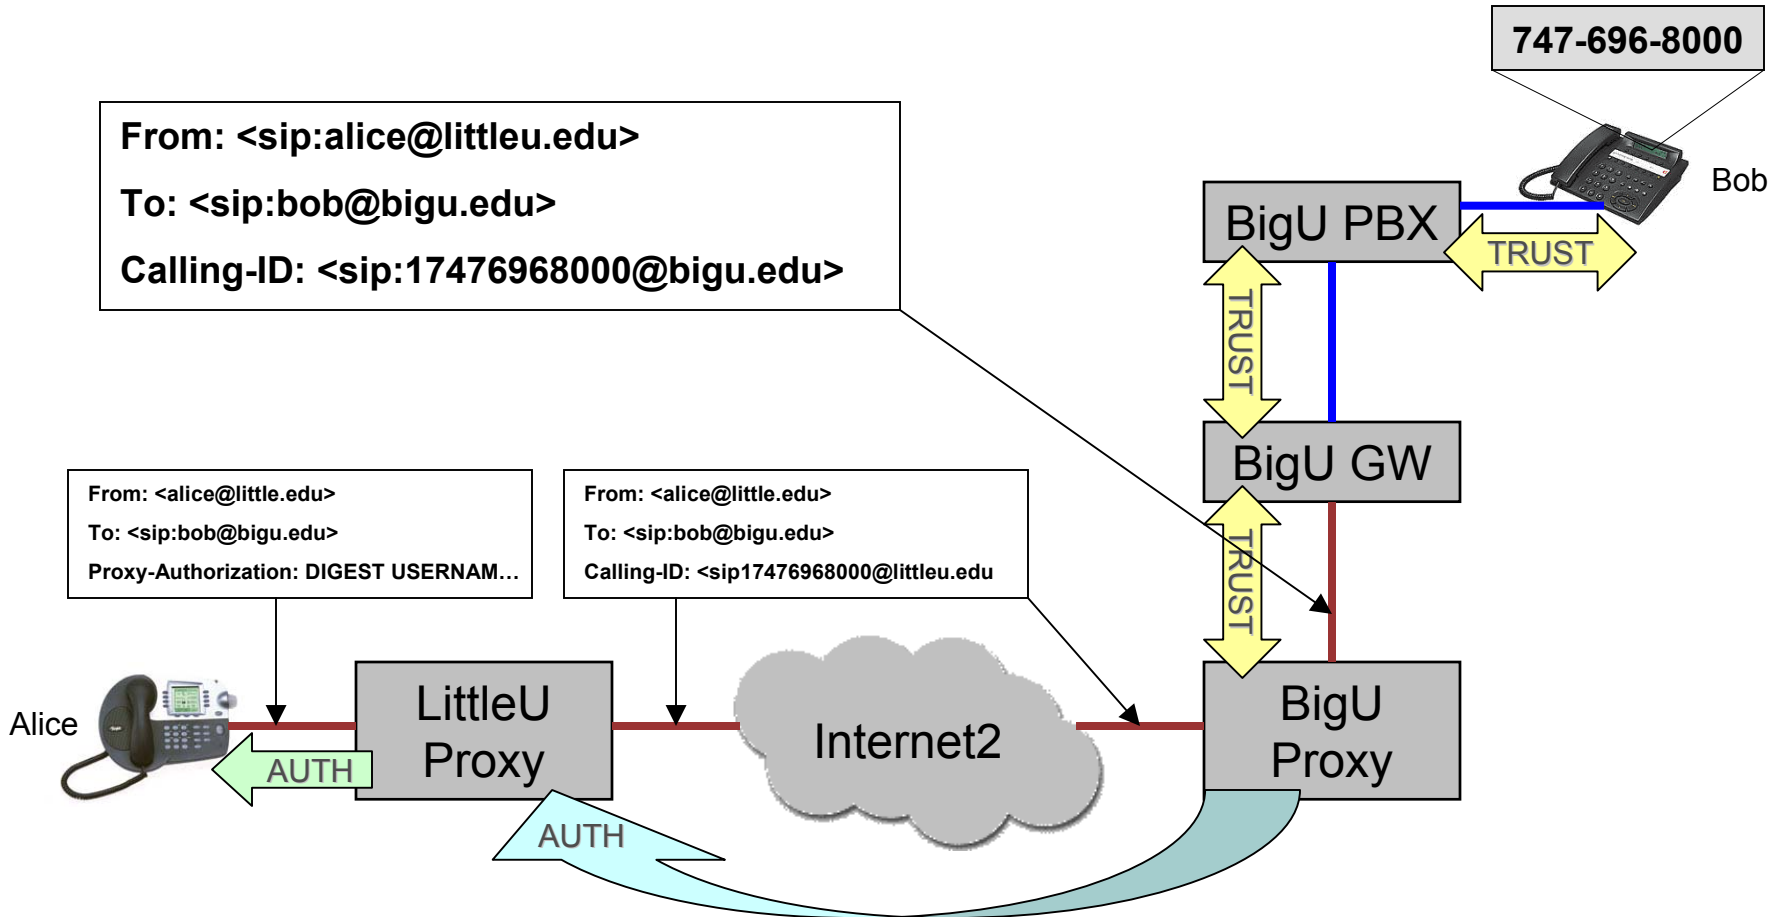 747-696-8000
From: <sip:alice@littleu.edu>
To: <sip:bob@bigu.edu>
Calling-ID: <sip:17476968000@bigu.edu>
Bob
BigU PBX
TRUST
TRUST
BigU GW
From: <alice@little.edu>
To: <sip:bob@bigu.edu>
Proxy-Authorization: DIGEST USERNAM…
From: <alice@little.edu>
To: <sip:bob@bigu.edu>
Calling-ID: <sip17476968000@littleu.edu
TRUST
Alice
AUTH
LittleU
Proxy
Internet2
BigU
Proxy
AUTH